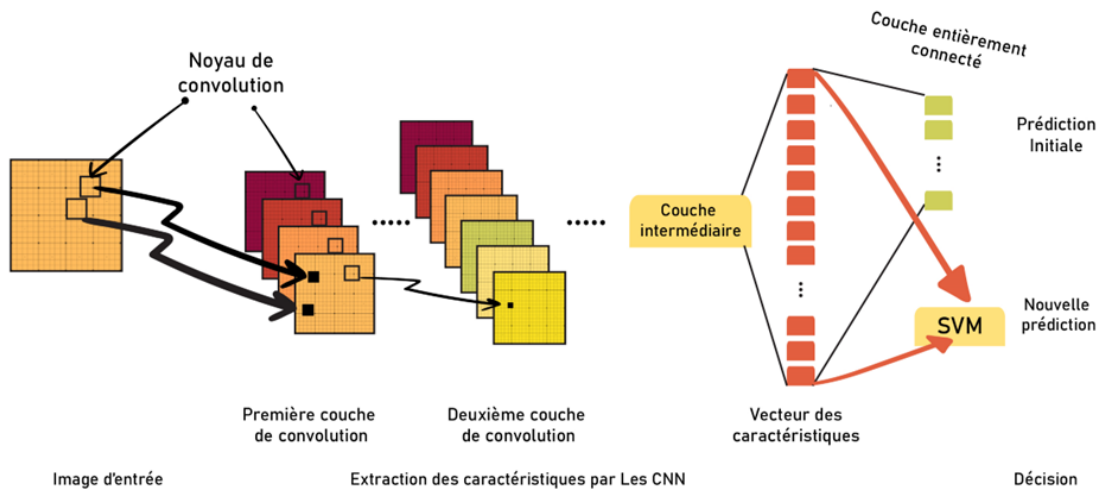 Couche entièrement
connecté
Noyau de
convolution
Prédiction
Initiale
Couche
intermédiaire
SVM
Nouvelle
prédiction
Première couche
de convolution
Deuxième couche
de convolution
Vecteur des
caractéristiques
Image d'entrée
Extraction des caractéristiques par Les CNN
Décision